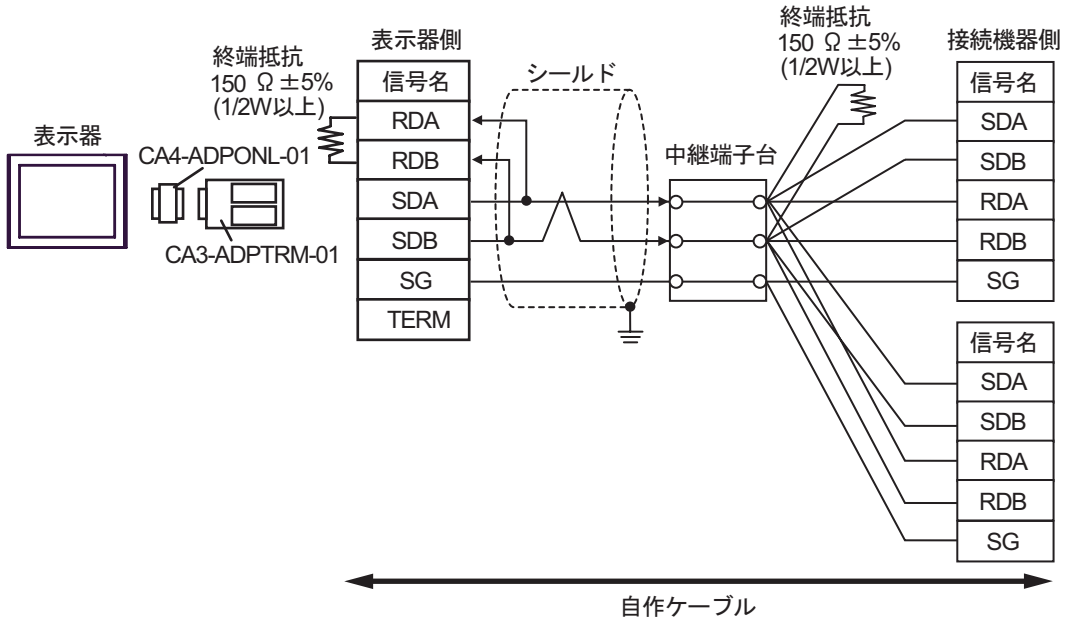 表示器
CA4-ADPONL-01
CA3-ADPTRM-01
終端抵抗
150 Ω ±5%
(1/2W以上)
表示器側
信号名
RDA
RDB
SDA
SDB
SG
TERM
シールド
中継端子台
終端抵抗
150 Ω ±5%
(1/2W以上)
接続機器側
信号名
SDA
SDB
RDA
RDB
SG
信号名
SDA
SDB
RDA
RDB
SG
自作ケーブル